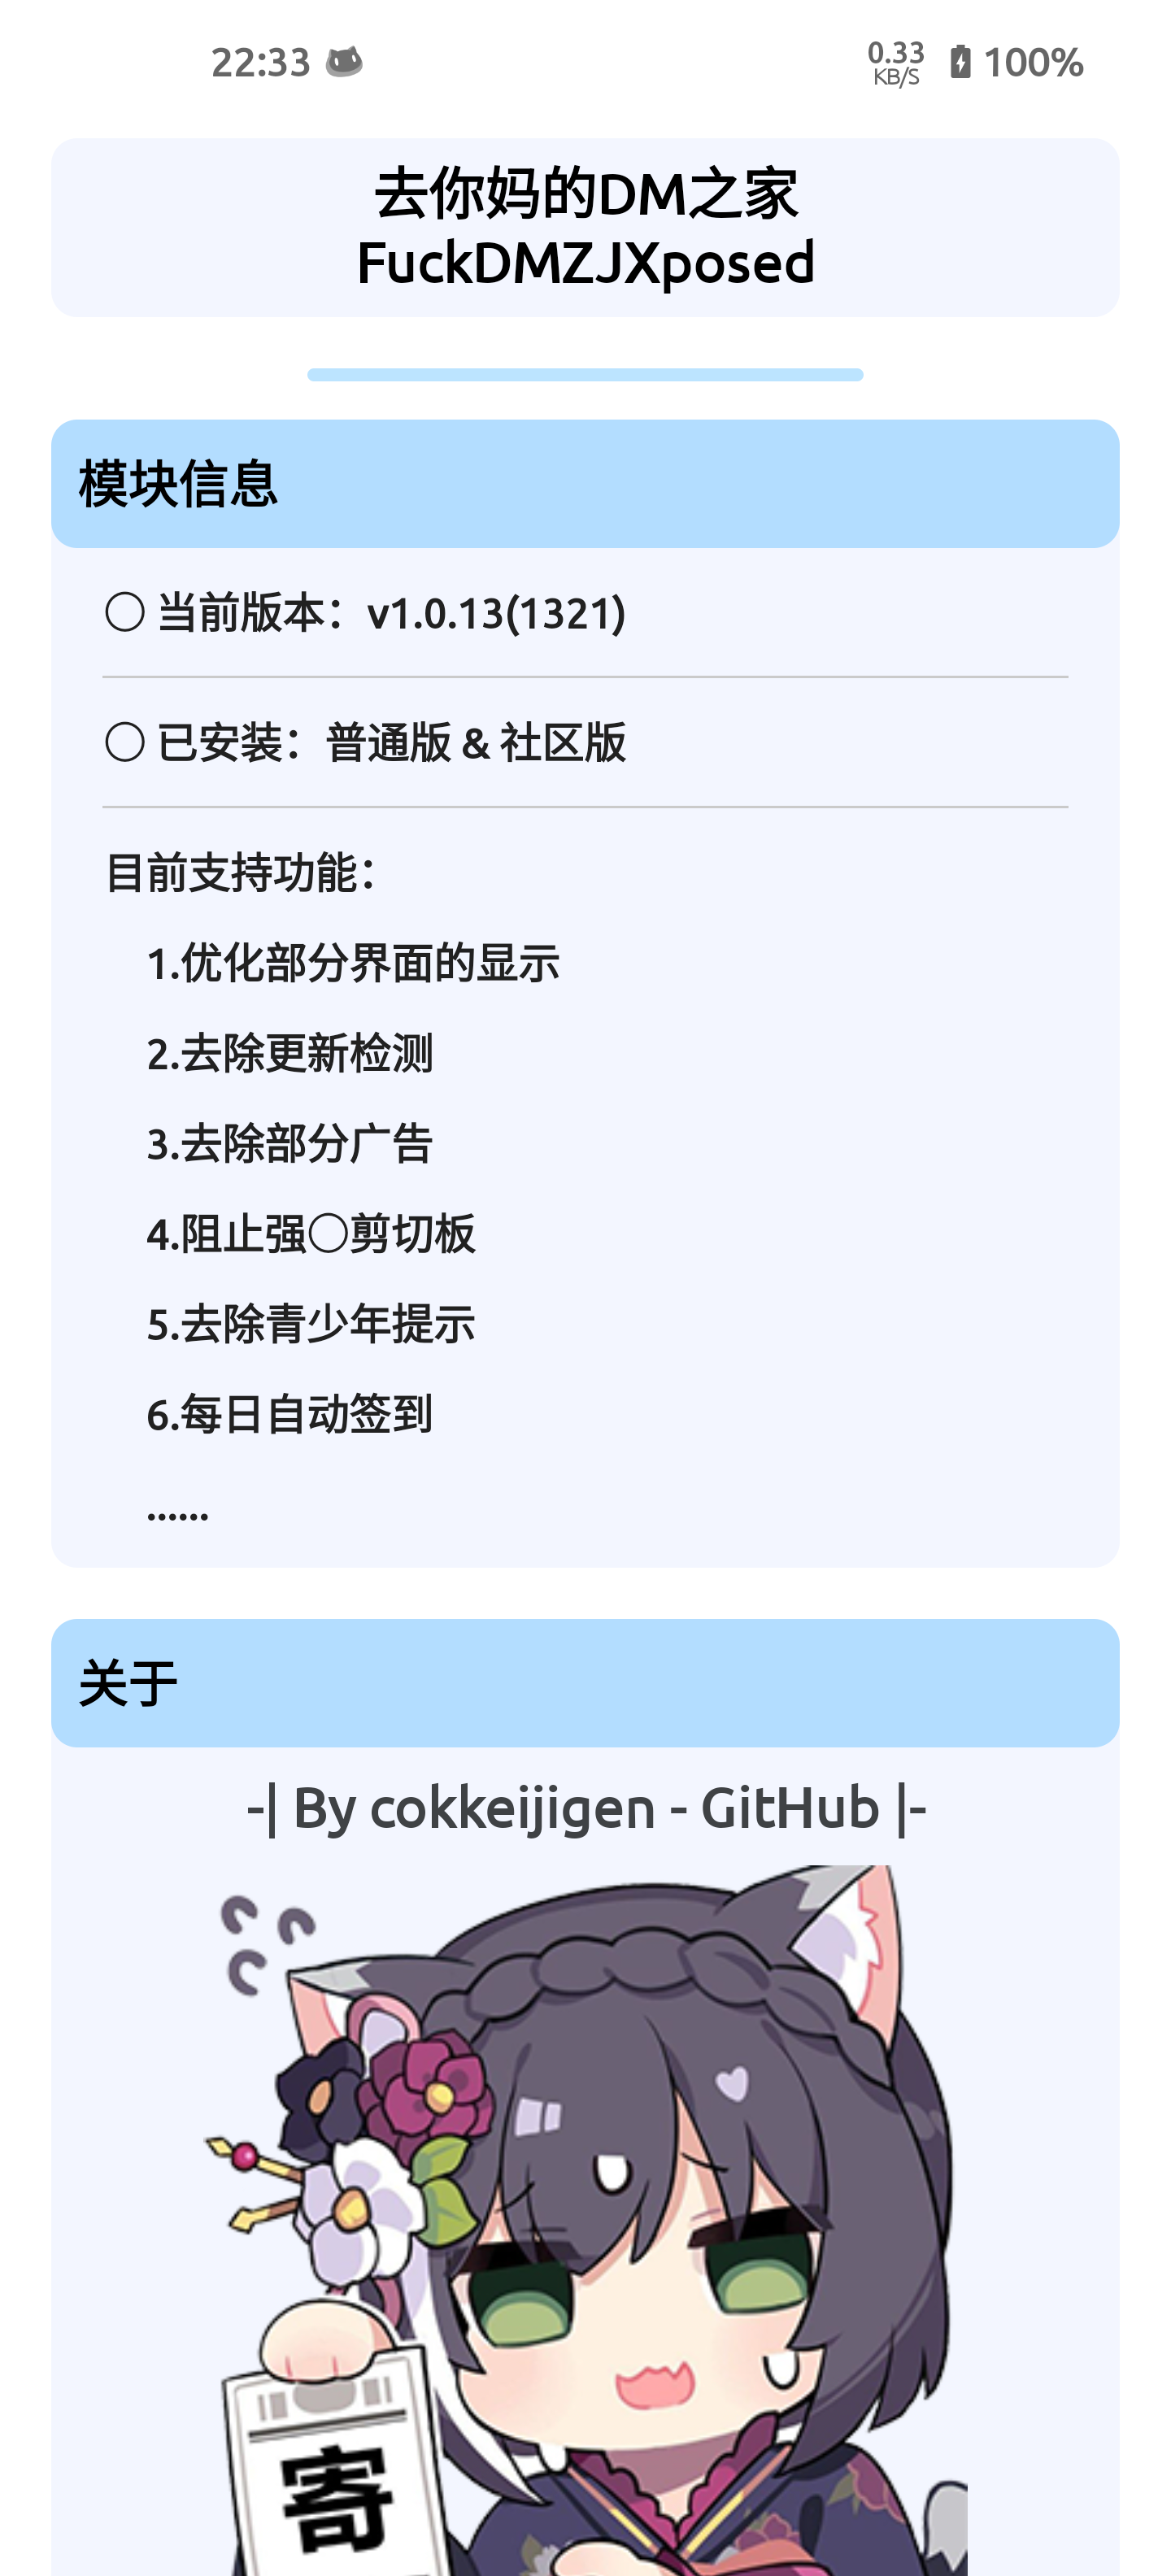 22:33
0.33
KB/S
100%
去你妈的DM之家
FuckDMZJXposed
模块信息
○ 当前版本：v1.0.13(1321)
○ 已安装：普通版 & 社区版
目前支持功能：
1.优化部分界面的显示
2.去除更新检测
3.去除部分广告
4.阻止强○剪切板
5.去除青少年提示
6.每日自动签到
......
关于
-| By cokkeijigen - GitHub |-
寄